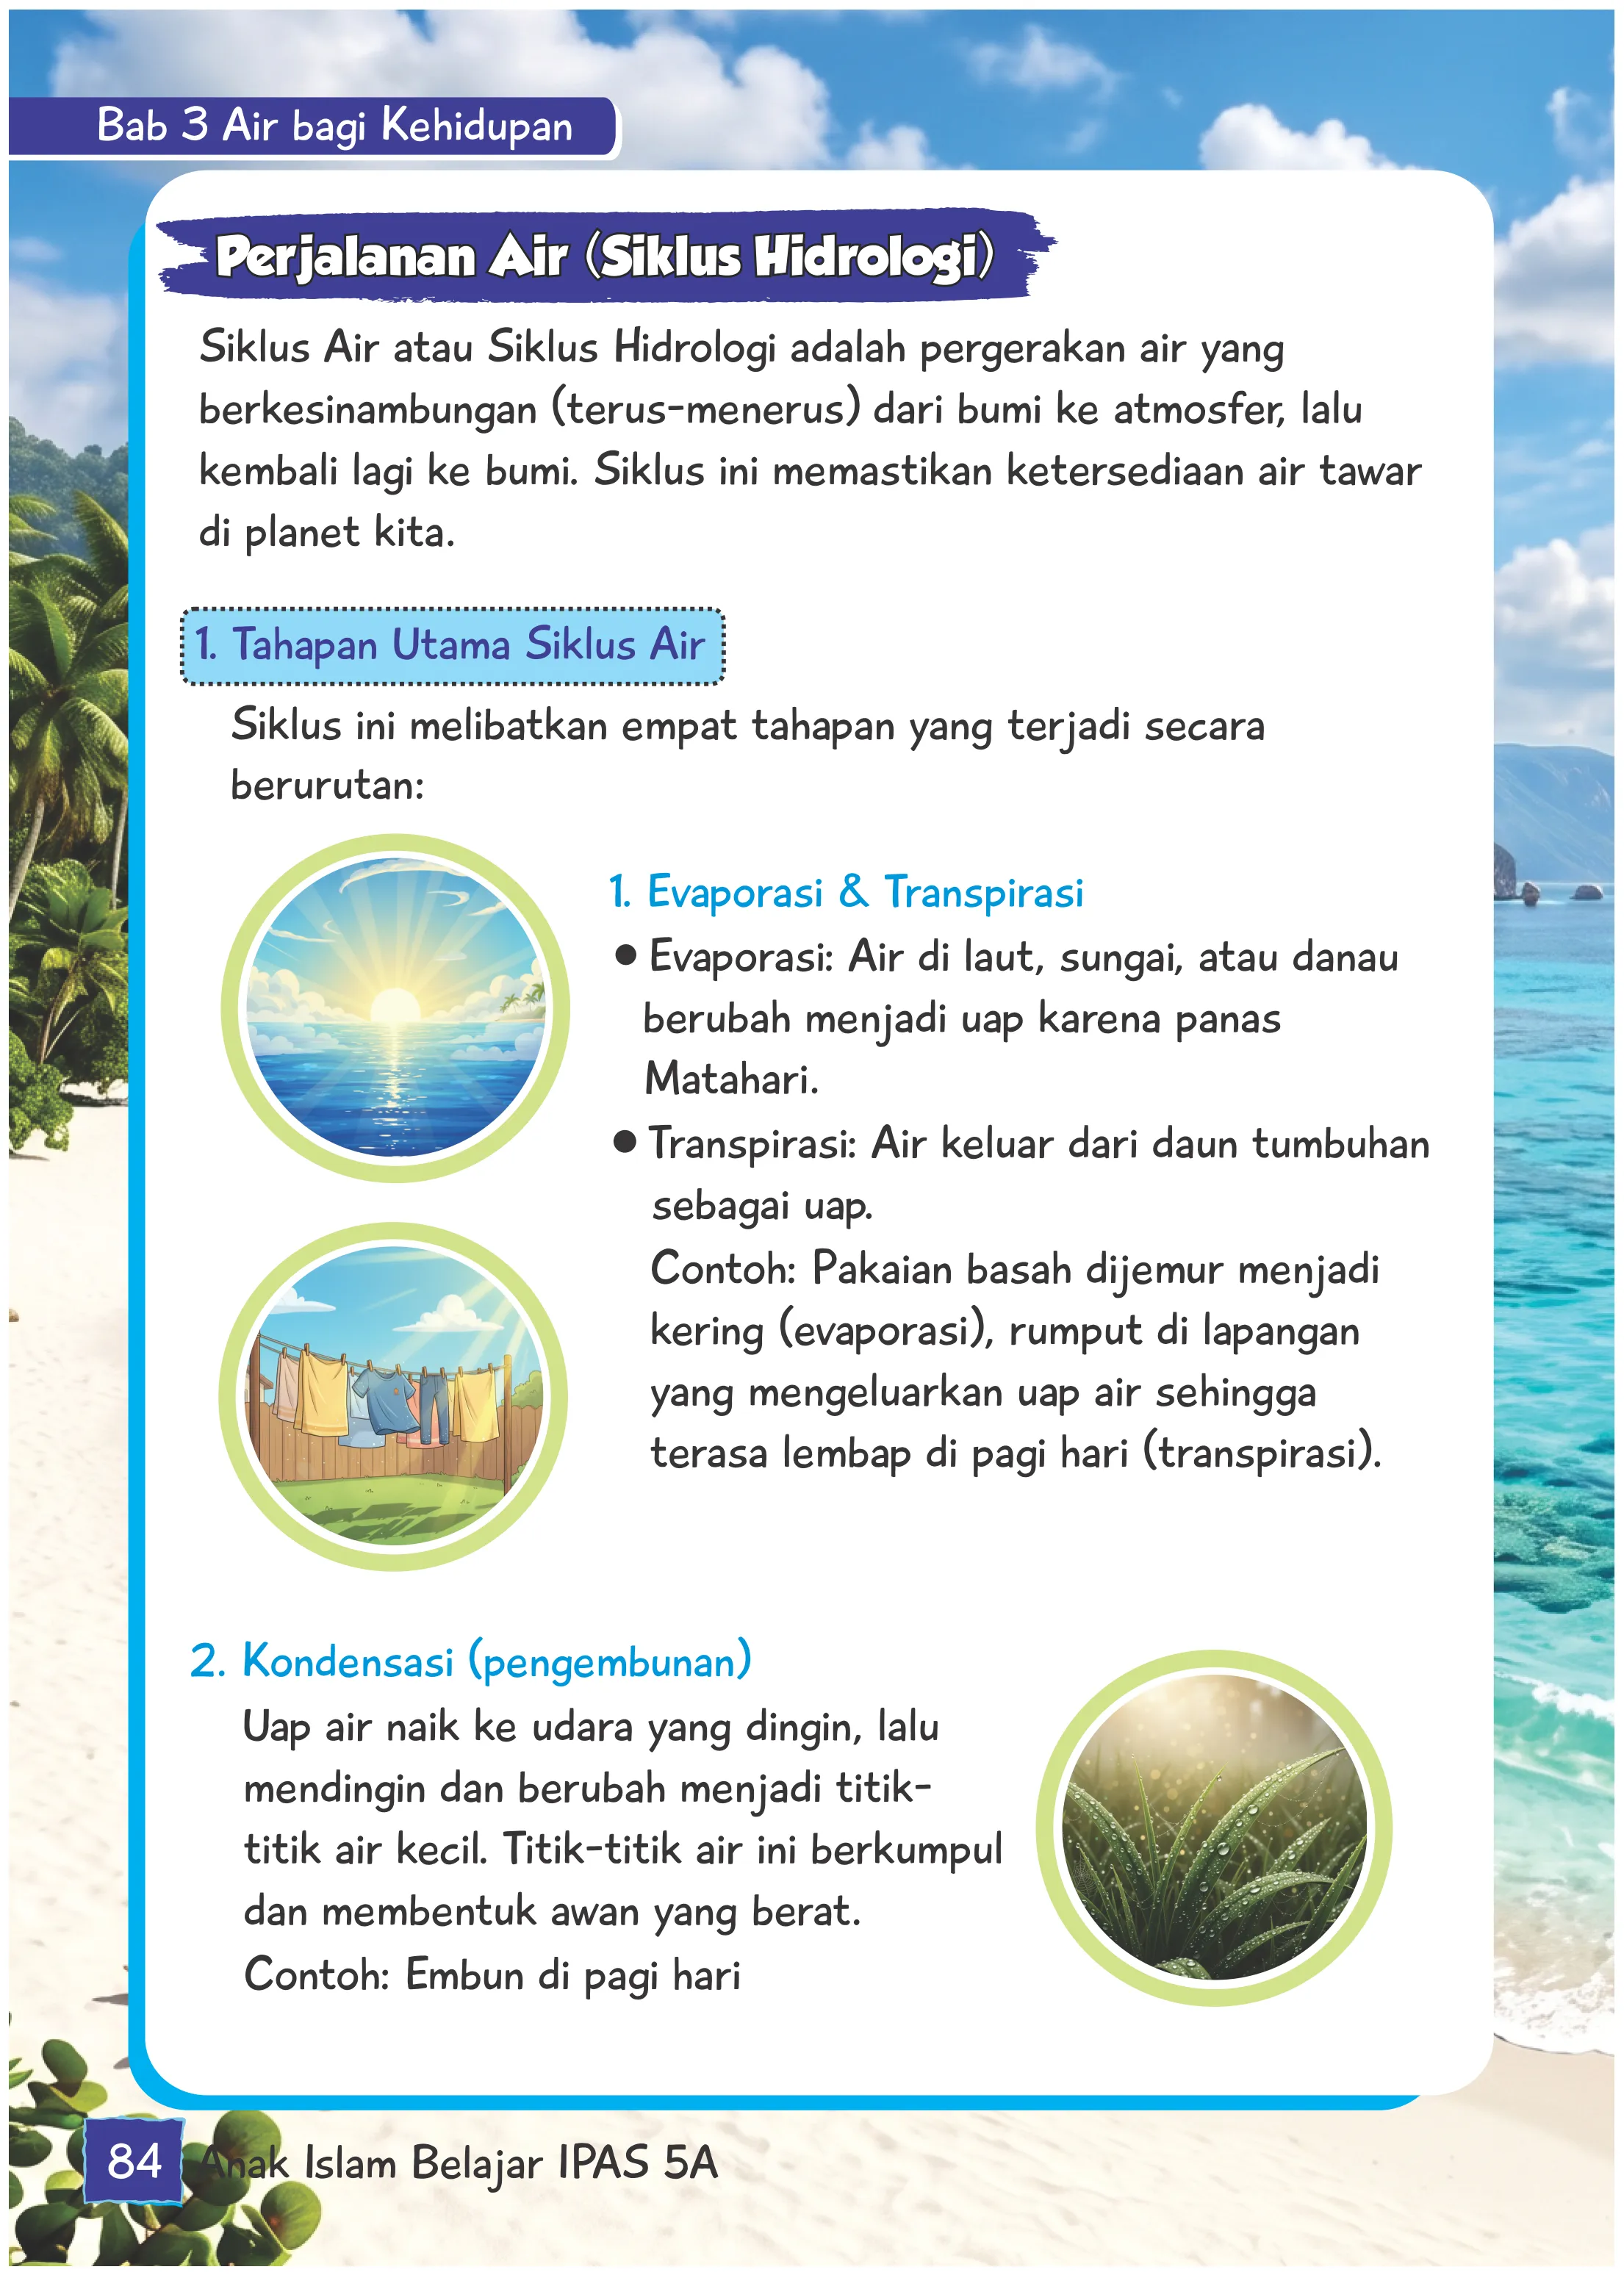 Bab 3 Air bagi Kehidupan
Perjalanan Air (Siklus Hidrologi)
Siklus Air atau Siklus Hidrologi adalah pergerakan air yang
berkesinambungan (terus-menerus) dari bumi ke atmosfer, lalu
kembali lagi ke bumi. Siklus ini memastikan ketersediaan air tawar
di planet kita.
1. Tahapan Utama Siklus Air
Siklus ini melibatkan empat tahapan yang terjadi secara
berurutan:
1. Evaporasi & Transpirasi
● Evaporasi: Air di laut, sungai, atau danau
berubah menjadi uap karena panas
Matahari.
● Transpirasi: Air keluar dari daun tumbuhan
sebagai uap.
Contoh: Pakaian basah dijemur menjadi
kering (evaporasi), rumput di lapangan
yang mengeluarkan uap air sehingga
terasa lembap di pagi hari (transpirasi).
2. Kondensasi (pengembunan)
Uap air naik ke udara yang dingin, lalu
mendingin dan berubah menjadi titik-
titik air kecil. Titik-titik air ini berkumpul
dan membentuk awan yang berat.
Contoh: Embun di pagi hari
84 Anak Islam Belajar IPAS 5A